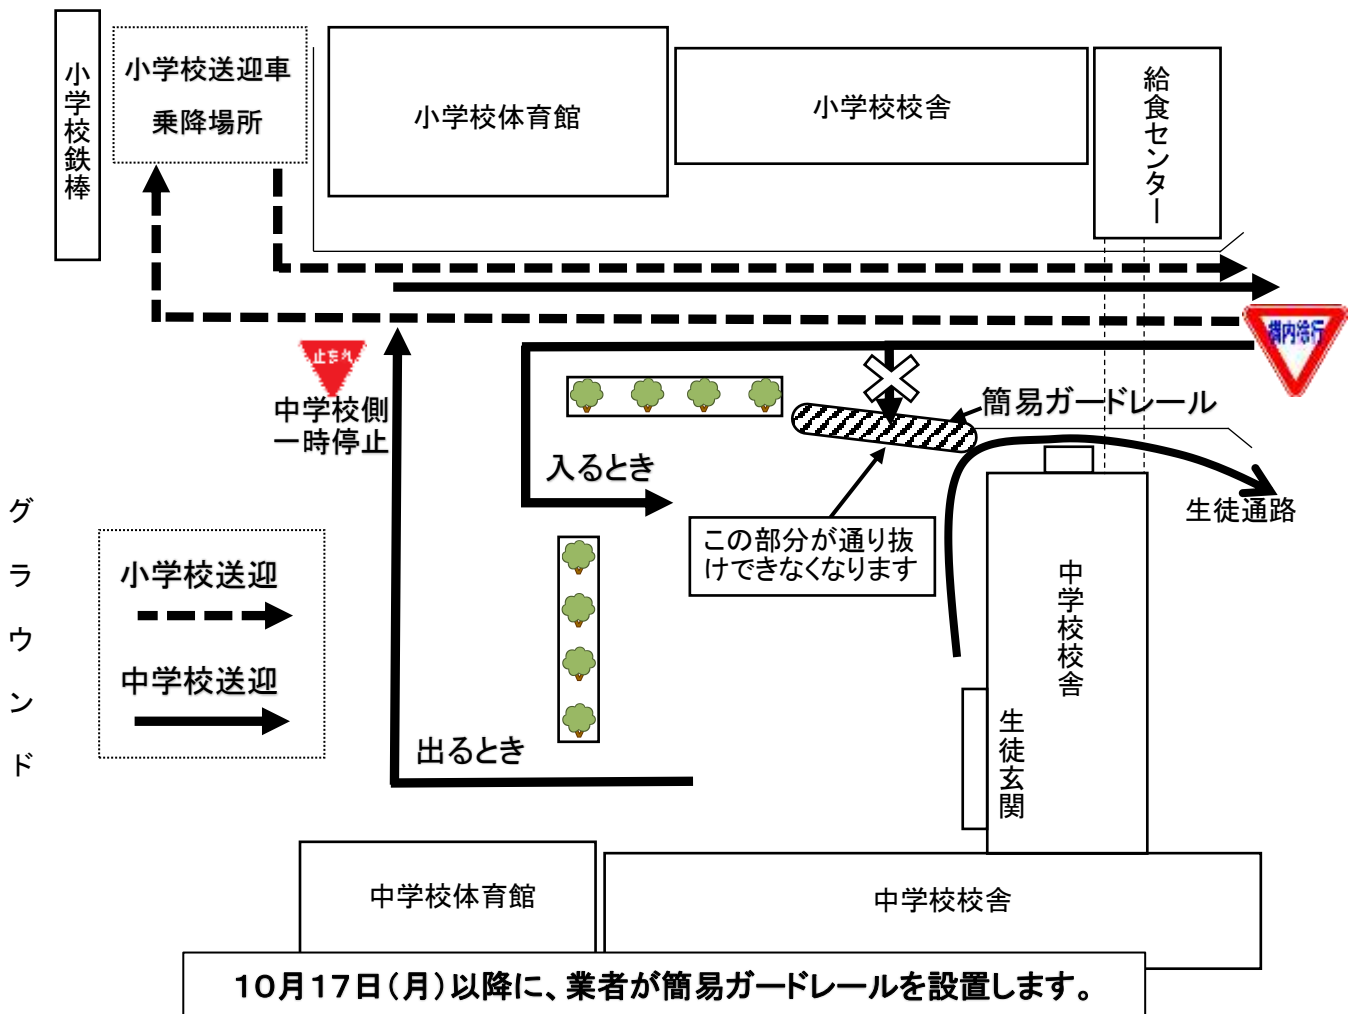 小学校鉄棒
小学校送迎車
乗降場所
小学校体育館
小学校校舎
給食センター
構内徐行
止まれ
中学校側
一時停止
簡易ガードレール
入るとき
生徒通路
この部分が通り抜
けできなくなります
グラウンド
小学校送迎
中学校送迎
中学校校舎
生徒玄関
出るとき
中学校体育館
中学校校舎
10月17日(月)以降に、業者が簡易ガードレールを設置します。